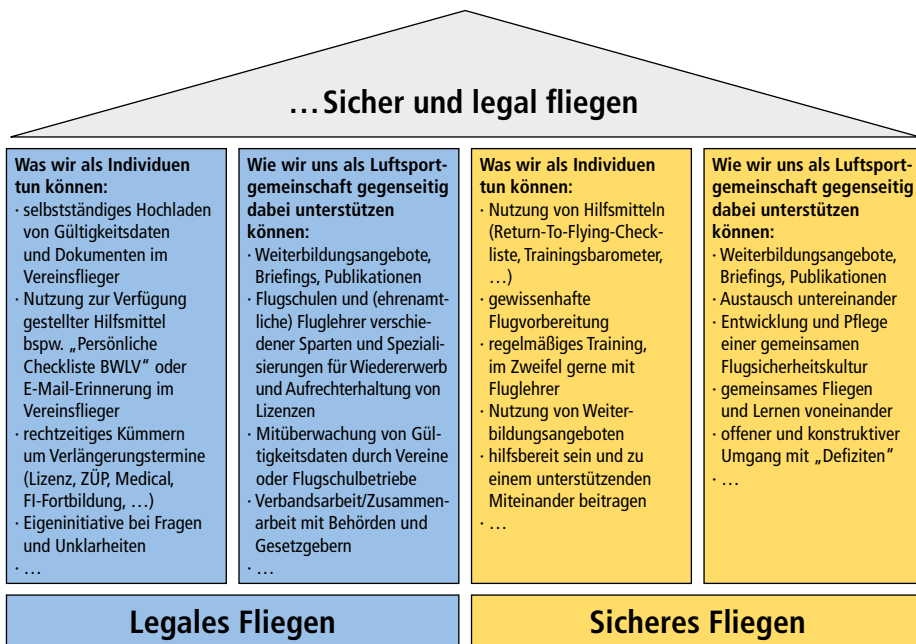 ...Sicher und legal fliegen
Was wir als Individuen
tun können:
· selbstständiges Hochladen
von Gültigkeitsdaten
und Dokumenten im
Vereinsflieger
· Nutzung zur Verfügung
gestellter Hilfsmittel
bspw. „Persönliche
Checkliste BWLV“ oder
E-Mail-Erinnerung im
Vereinsflieger
· rechtzeitiges Kümmern
um Verlängerungstermine
(Lizenz, ZÜP, Medical,
FI-Fortbildung, …)
· Eigeninitiative bei Fragen
und Unklarheiten
· …
Wie wir uns als Luftsport-
gemeinschaft gegenseitig
dabei unterstützen
können:
· Weiterbildungsangebote,
Briefings, Publikationen
· Flugschulen und (ehrenamt-
liche) Fluglehrer verschie-
dener Sparten und Speziali-
sierungen für Wiedererwerb
und Aufrechterhaltung von
Lizenzen
· Mitüberwachung von Gül-
tigkeitsdaten durch Vereine
oder Flugschulbetriebe
· Verbandsarbeit/Zusammen-
arbeit mit Behörden und
Gesetzgebern
· …
Was wir als Individuen
tun können:
· Nutzung von Hilfsmitteln
(Return-To-Flying-Check-
liste, Trainingsbarometer,
…)
· gewissenhafte
Flugvorbereitung
· regelmäßiges Training,
im Zweifel gerne mit
Fluglehrer
· Nutzung von Weiter-
bildungsangeboten
· hilfsbereit sein und zu
einem unterstützenden
Miteinander beitragen
· …
Wie wir uns als Luftsport-
gemeinschaft gegenseitig
dabei unterstützen
können:
· Weiterbildungsangebote,
Briefings, Publikationen
· Austausch untereinander
· Entwicklung und Pflege
einer gemeinsamen
Flugsicherheitskultur
· gemeinsames Fliegen
und Lernen voneinander
· offener und konstruktiver
Umgang mit „Defiziten“
· …
Legales Fliegen
Sicheres Fliegen